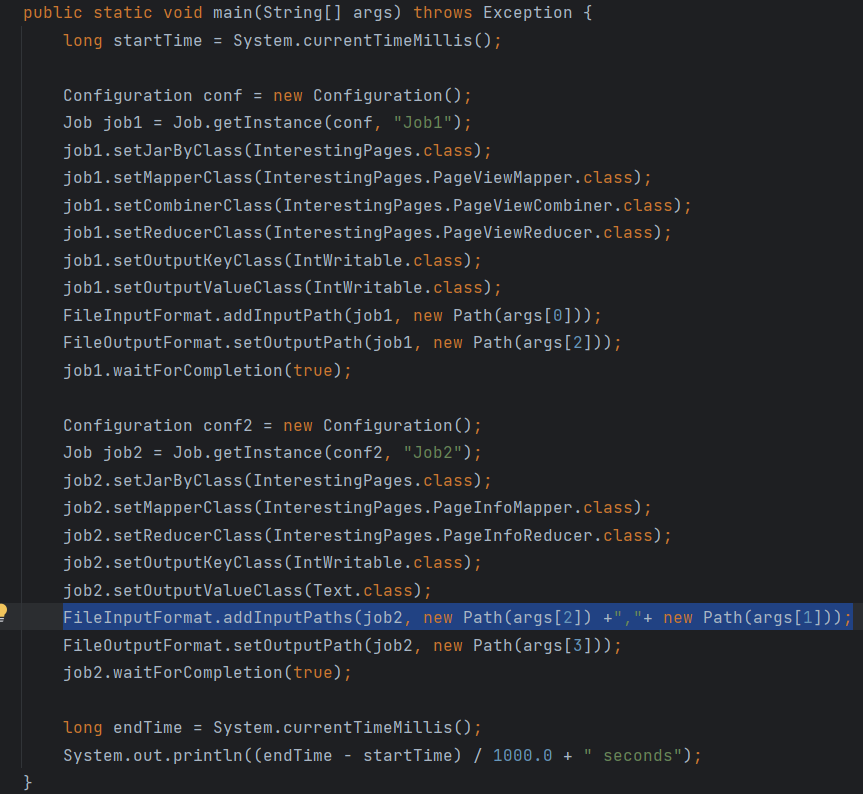 public static void main(String[] args) throws Exception {
long startTime = System.currentTimeMillis();
Configuration conf = new Configuration();
Job job1 = Job.getInstance(conf, "Job1");
job1.setJarByClass(InterestingPages.class);
job1.setMapperClass(InterestingPages.PageViewMapper.class);
job1.setCombinerClass(InterestingPages.PageViewCombiner.class);
job1.setReducerClass(InterestingPages.PageViewReducer.class);
job1.setOutputKeyClass(IntWritable.class);
job1.setOutputValueClass(IntWritable.class);
FileInputFormat.addInputPath(job1, new Path(args[0]));
FileOutputFormat.setOutputPath(job1, new Path(args[2]));
job1.waitForCompletion(true);
Configuration conf2 = new Configuration();
Job job2 = Job.getInstance(conf2, "Job2");
job2.setJarByClass(InterestingPages.class);
job2.setMapperClass(InterestingPages.PageInfoMapper.class);
job2.setReducerClass(InterestingPages.PageInfoReducer.class);
job2.setOutputKeyClass(IntWritable.class);
job2.setOutputValueClass(Text.class);
FileInputFormat.addInputPaths(job2, new Path(args[2]) +","+ new Path(args[1]));
FileOutputFormat.setOutputPath(job2, new Path(args[3]));
job2.waitForCompletion(true);
long endTime = System.currentTimeMillis();
System.out.println((endTime - startTime) / 1000.0 + " seconds");
}